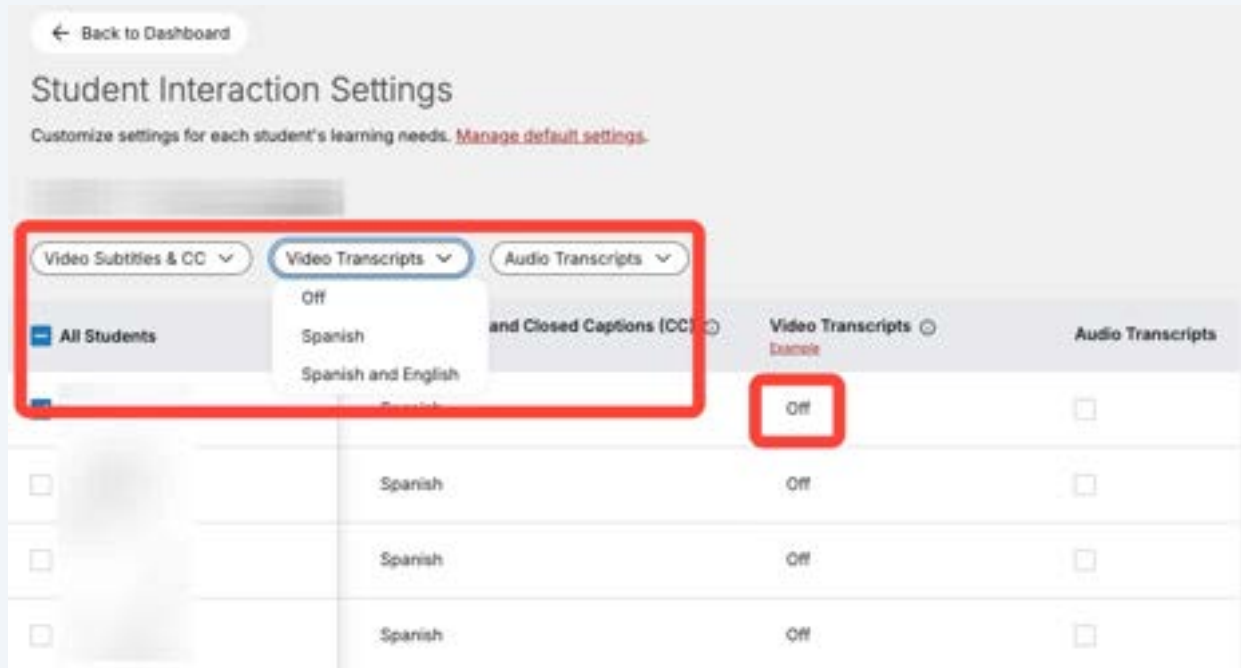 ← Back to Dashboard
Student Interaction Settings
Customize settings for each student's learning needs. Manage default settings.
Video Subtitles & CC
Video Transcripts
Audio Transcripts
Off
Spanish
Spanish and English
All Students
and Closed Captions (CC)
Video Transcripts
Example
Audio Transcripts
Off
Spanish
Off
Spanish
Off
Spanish
Off